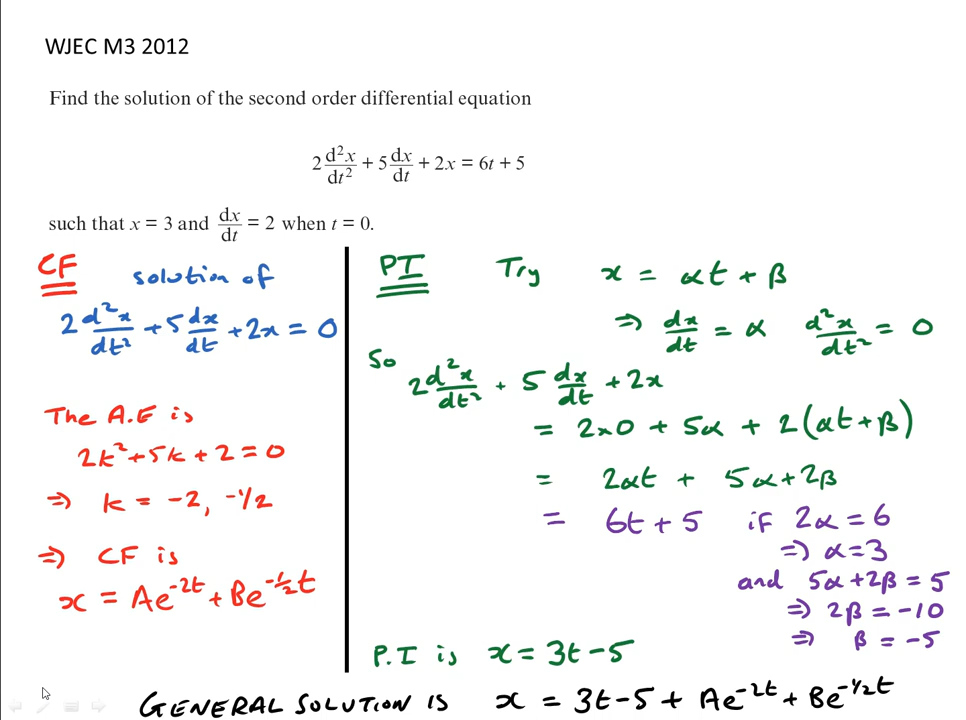 WJEC M3 2012
Find the solution of the second order differential equation
2 d²x/dt² + 5 dx/dt + 2x = 6t + 5
such that x = 3 and dx/dt = 2 when t = 0.
CF solution of
2 d²x/dt² + 5 dx/dt + 2x = 0
The A.E is
2k² + 5k + 2 = 0
⇒ k = -2, -1/2
⇒ CF is
x = Ae^(-2t) + Be^(-½t)
PI Try x = αt + β
⇒ dx/dt = α d²x/dt² = 0
So
2 d²x/dt² + 5 dx/dt + 2x
= 2×0 + 5α + 2(αt + β)
= 2αt + 5α + 2β
= 6t + 5 if 2α = 6
⇒ α = 3
and 5α + 2β = 5
⇒ 2β = -10
⇒ β = -5
P.I is x = 3t - 5
GENERAL SOLUTION IS x = 3t - 5 + Ae^(-2t) + Be^(-1/2t)